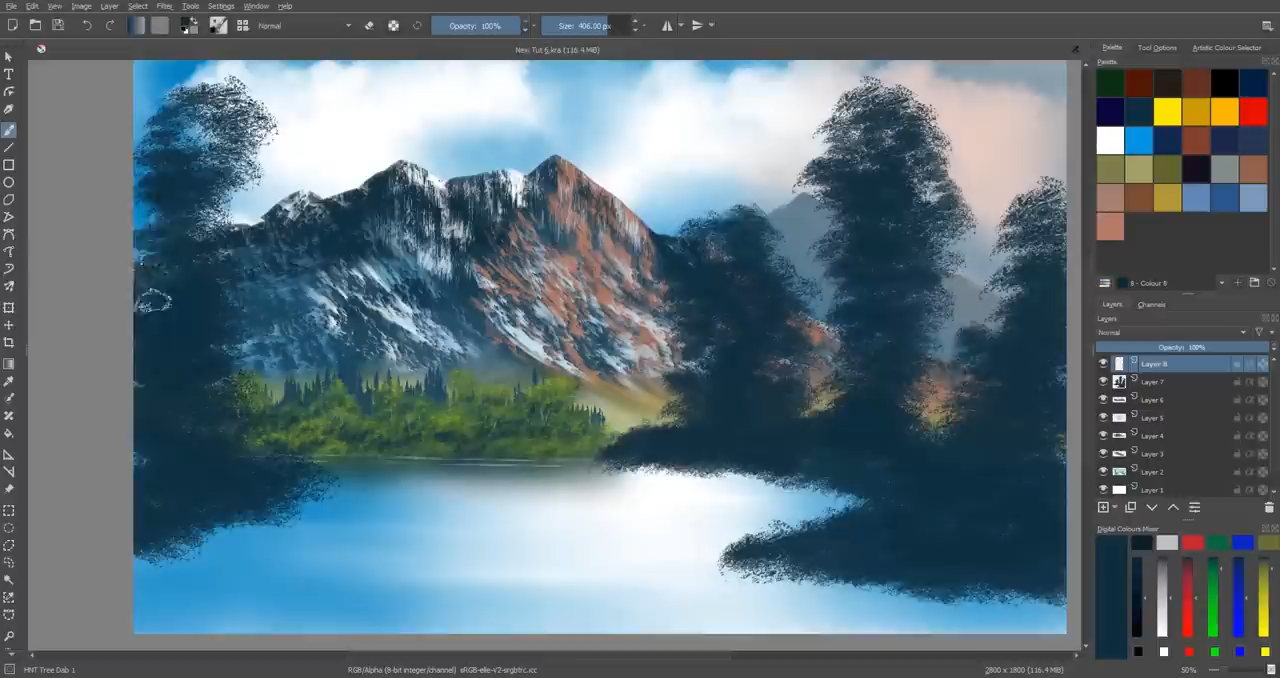 File Edit View Image Layer Select Filter Tools Settings Window Help
Normal Opacity: 100% Size: 406.00 px
New Tut 6.kra (116.4 MiB)
Palette Tool Options Artistic Colour Selector
Palette
8 - Colour 8
Layers Channels
Layers
Normal
Opacity: 100%
Layer 8
Layer 7
Layer 6
Layer 5
Layer 4
Layer 3
Layer 2
Layer 1
Digital Colours Mixer
HNT Tree Dab 1 RGB/Alpha (8-bit integer/channel) sRGB-elle-V2-srgbtrc.icc 2800 x 1800 (116.4 MiB) 50%